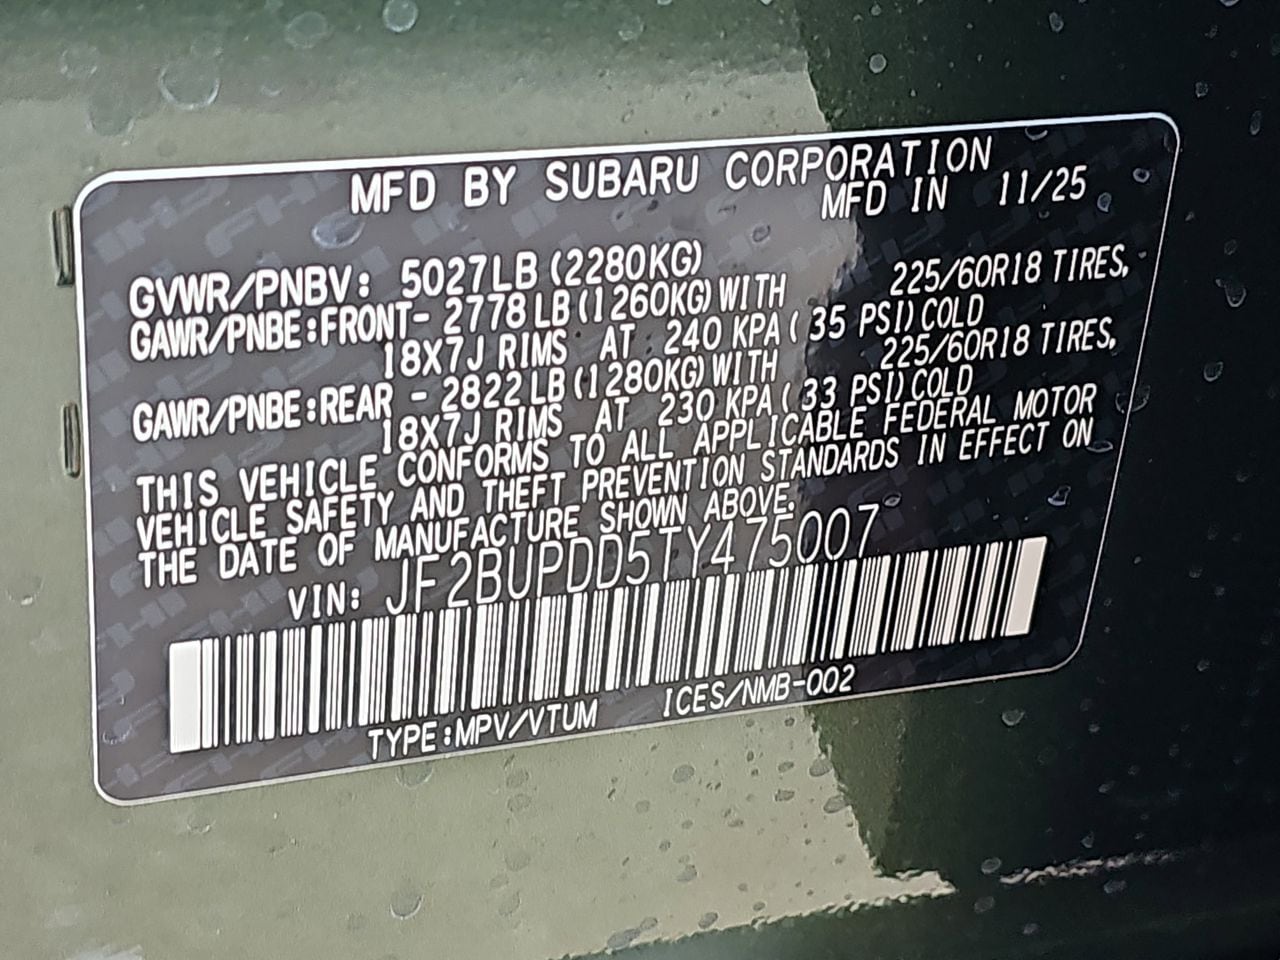 MFD BY SUBARU CORPORATION
MFD IN 11/25
GVWR/PNBV: 5027LB (2280KG)
GAWR/PNBE:FRONT- 2778 LB (1260KG) WITH 225/60R18 TIRES,
18X7J RIMS AT 240 KPA ( 35 PSI) COLD
GAWR/PNBE:REAR - 2822 LB (1280KG) WITH 225/60R18 TIRES,
18X7J RIMS AT 230 KPA ( 33 PSI) COLD
THIS VEHICLE CONFORMS TO ALL APPLICABLE FEDERAL MOTOR
VEHICLE SAFETY AND THEFT PREVENTION STANDARDS IN EFFECT ON
THE DATE OF MANUFACTURE SHOWN ABOVE.
VIN: JF2BUPDD5TY475007
TYPE:MPV/VTUM ICES/NMB-002